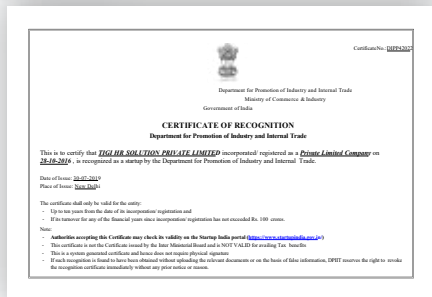 CertificateNo.: DIPP42022
Department for Promotion of Industry and Internal Trade
Ministry of Commerce & Industry
Government of India
CERTIFICATE OF RECOGNITION
Department for Promotion of Industry and Internal Trade
This is to certify that TIGI HR SOLUTION PRIVATE LIMITED incorporated/ registered as a Private Limited Company on
28-10-2016 , is recognized as a startup by the Department for Promotion of Industry and Internal Trade.
Date of Issue: 30-07-2019
Place of Issue: New Delhi
The certificate shall only be valid for the entity:
- Up to ten years from the date of its incorporation/ registration and
- If its turnover for any of the financial years since incorporation/ registration has not exceeded Rs. 100 crores.
Note:
- Authorities accepting this Certificate may check its validity on the Startup India portal (https://www.startupindia.gov.in/)
- This certificate is not the Certificate issued by the Inter Ministerial Board and is NOT VALID for availing Tax benefits
- This is a system generated certificate and hence does not require physical signature
- If such recognition is found to have been obtained without uploading the relevant documents or on the basis of false information, DPIIT reserves the right to revoke
the recognition certificate immediately without any prior notice or reason.